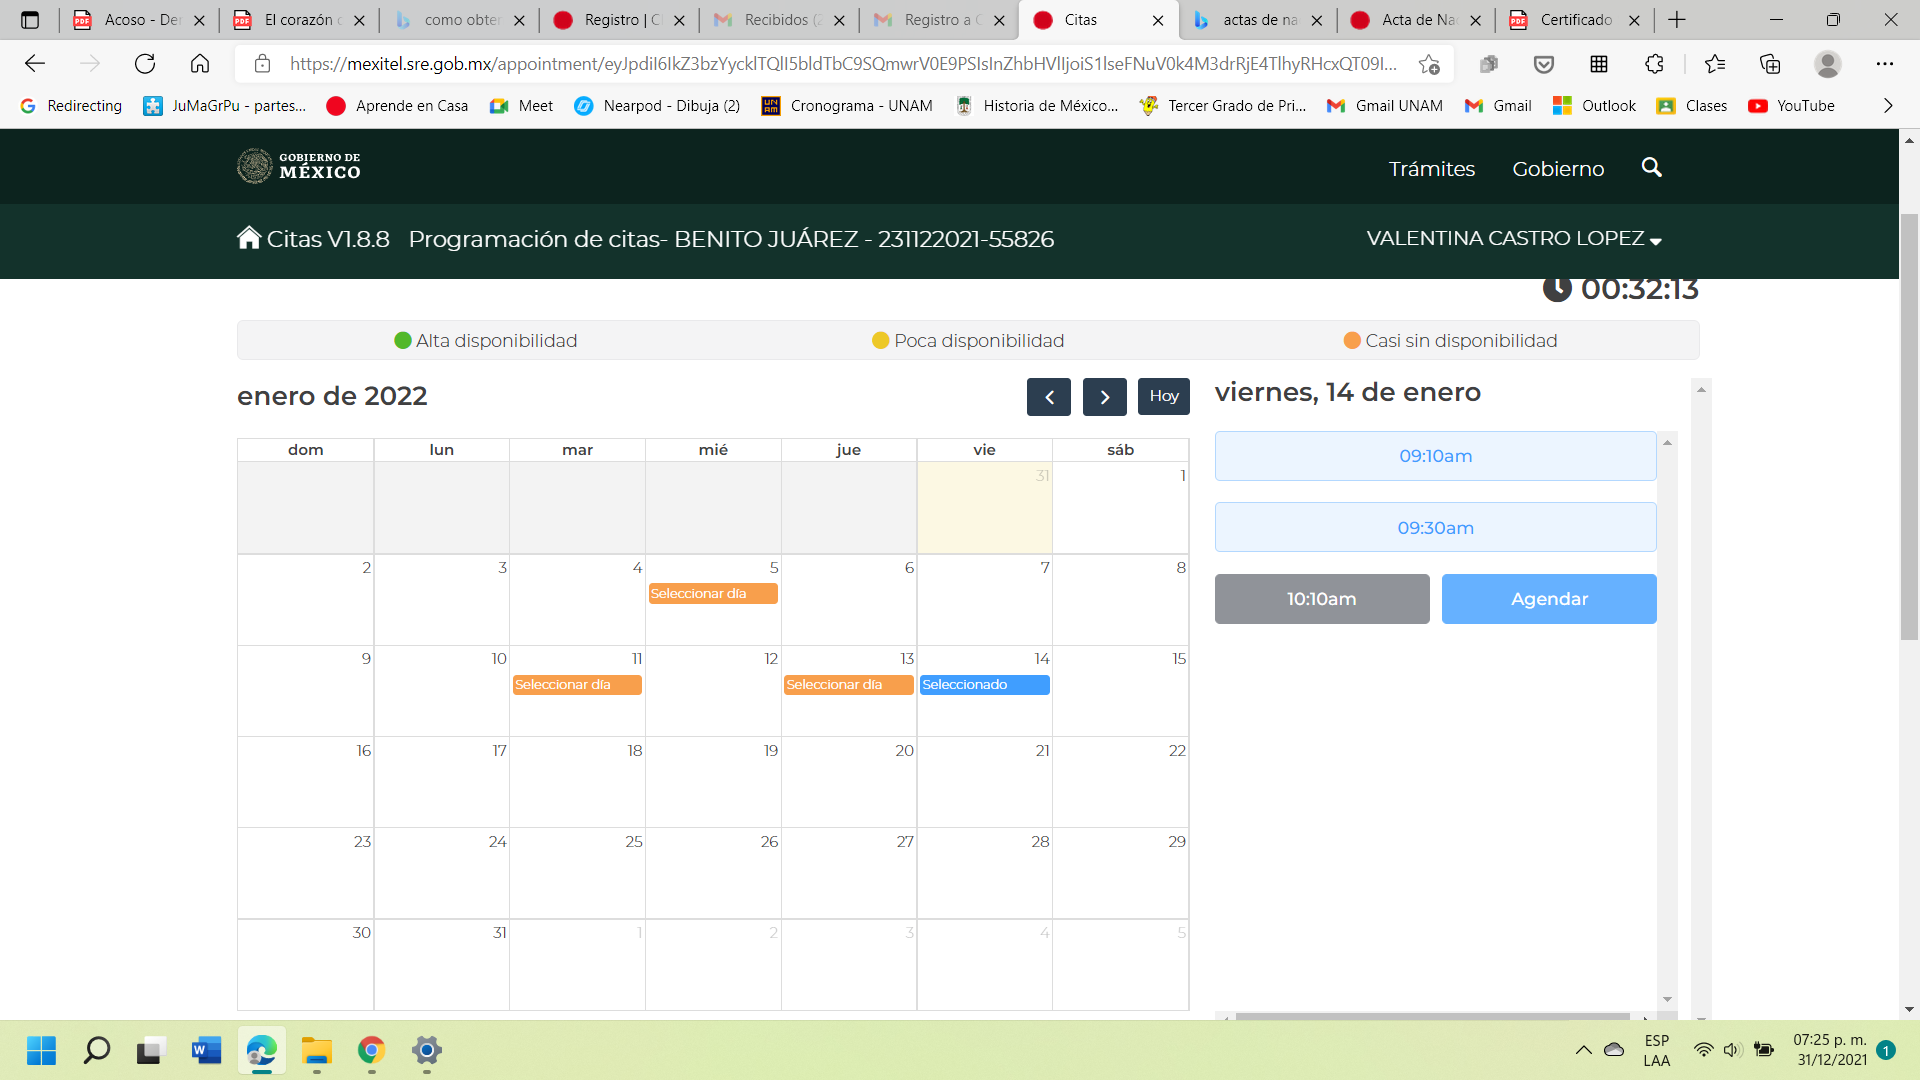 Acoso - Der
El corazón
como obter
Registro | C
Recibidos (2
Registro a C
Citas
actas de na
Acta de Na
Certificado
https://mexitel.sre.gob.mx/appointment/eyJpdiI6IkZ3bzYycklTQlI5bldTbC9SQmwrV0E9PSIsInZhbHVlIjoiS1lseFNuV0k4M3drRjE4TlhyRHcxQT09I...
Redirecting
JuMaGrPu - partes...
Aprende en Casa
Meet
Nearpod - Dibuja (2)
Cronograma - UNAM
Historia de México...
Tercer Grado de Pri...
Gmail UNAM
Gmail
Outlook
Clases
YouTube
GOBIERNO DE
MÉXICO
Trámites Gobierno
Citas V1.8.8 Programación de citas- BENITO JUÁREZ - 231122021-55826
VALENTINA CASTRO LOPEZ
00:32:13
Alta disponibilidad Poca disponibilidad Casi sin disponibilidad
enero de 2022
Hoy
dom lun mar mié jue vie sáb
31 1
2 3 4 5 6 7 8
Seleccionar día
9 10 11 12 13 14 15
Seleccionar día Seleccionar día Seleccionado
16 17 18 19 20 21 22
23 24 25 26 27 28 29
30 31 1 2 3 4 5
viernes, 14 de enero
09:10am
09:30am
10:10am Agendar
ESP
LAA
07:25 p. m.
31/12/2021
1